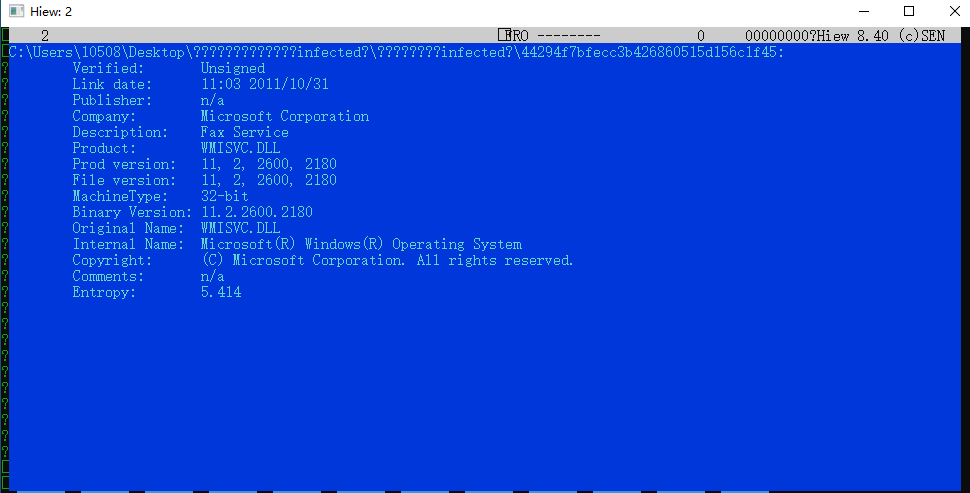 Hiew: 2
2 FRO -------- 0 00000000?Hiew 8.40 (c)SEN
C:\Users\10508\Desktop\?????????????infected?\????????infected?\44294f7bfecc3b426860515d156c1f45:
Verified: Unsigned
Link date: 11:03 2011/10/31
Publisher: n/a
Company: Microsoft Corporation
Description: Fax Service
Product: WMISVC.DLL
Prod version: 11, 2, 2600, 2180
File version: 11, 2, 2600, 2180
MachineType: 32-bit
Binary Version: 11.2.2600.2180
Original Name: WMISVC.DLL
Internal Name: Microsoft(R) Windows(R) Operating System
Copyright: (C) Microsoft Corporation. All rights reserved.
Comments: n/a
Entropy: 5.414